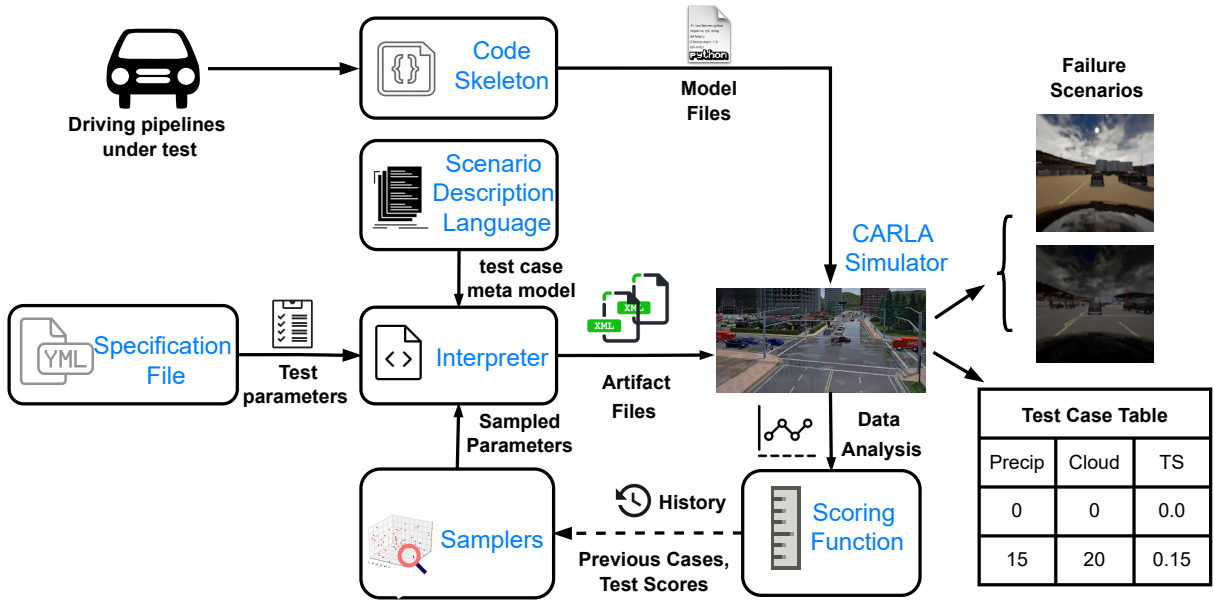 Driving pipelines
under test
Code
Skeleton
python
Model
Files
Failure
Scenarios
Scenario
Description
Language
test case
meta model
CARLA
Simulator
YML
Specification
File
Test
parameters
Interpreter
XML
XML
Artifact
Files
Sampled
Parameters
Data
Analysis
Samplers
History
Previous Cases,
Test Scores
Scoring
Function
Test Case Table
Precip Cloud TS
0 0 0.0
15 20 0.15